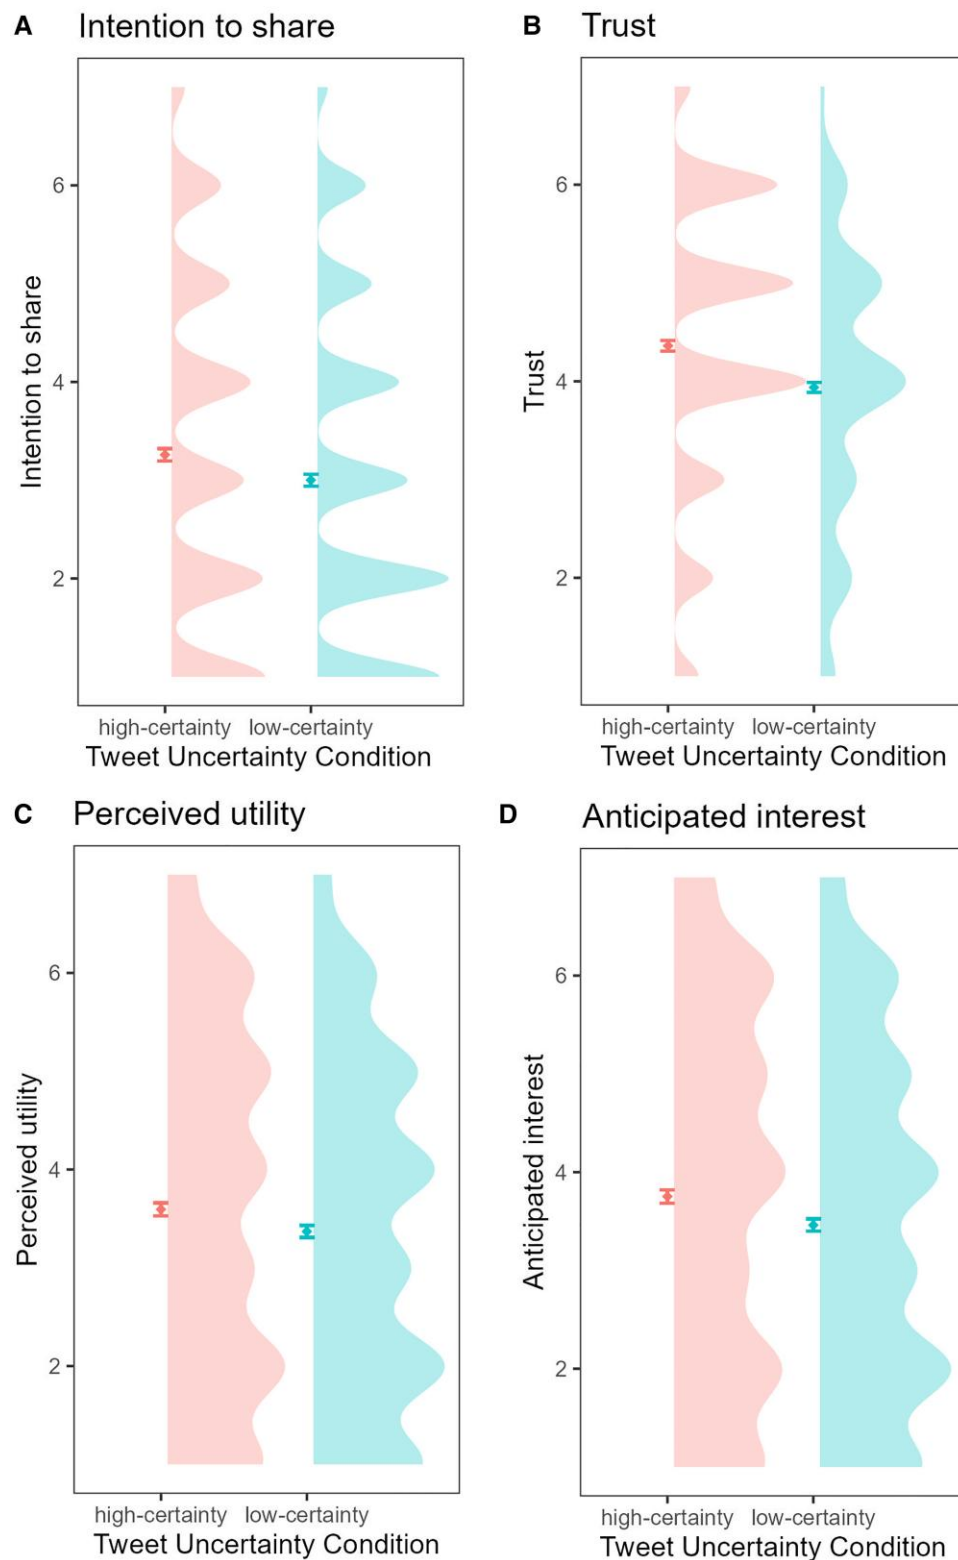 A Intention to share
Intention to share
6
4
2
high-certainty low-certainty
Tweet Uncertainty Condition
B Trust
Trust
6
4
2
high-certainty low-certainty
Tweet Uncertainty Condition
C Perceived utility
Perceived utility
6
4
2
high-certainty low-certainty
Tweet Uncertainty Condition
D Anticipated interest
Anticipated interest
6
4
2
high-certainty low-certainty
Tweet Uncertainty Condition